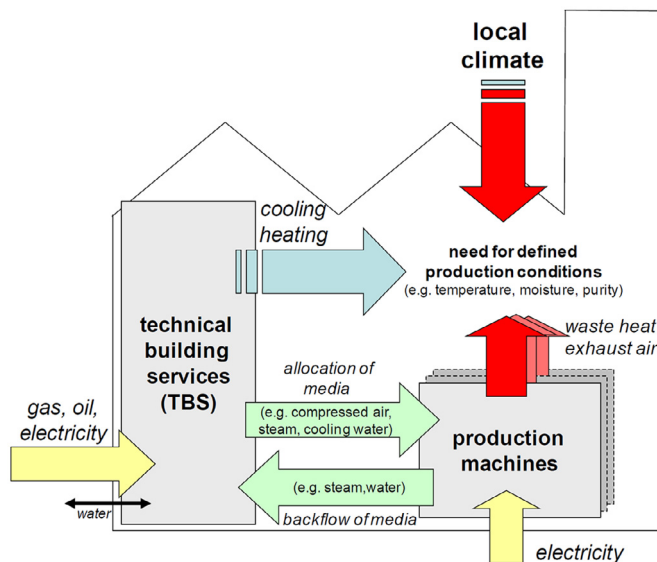 local
climate
cooling
heating
need for defined
production conditions
(e.g. temperature, moisture, purity)
technical
building
services
(TBS)
waste heat
exhaust air
allocation of
media
(e.g. compressed air,
steam, cooling water)
production
machines
gas, oil,
electricity
water
(e.g. steam,water)
backflow of media
electricity